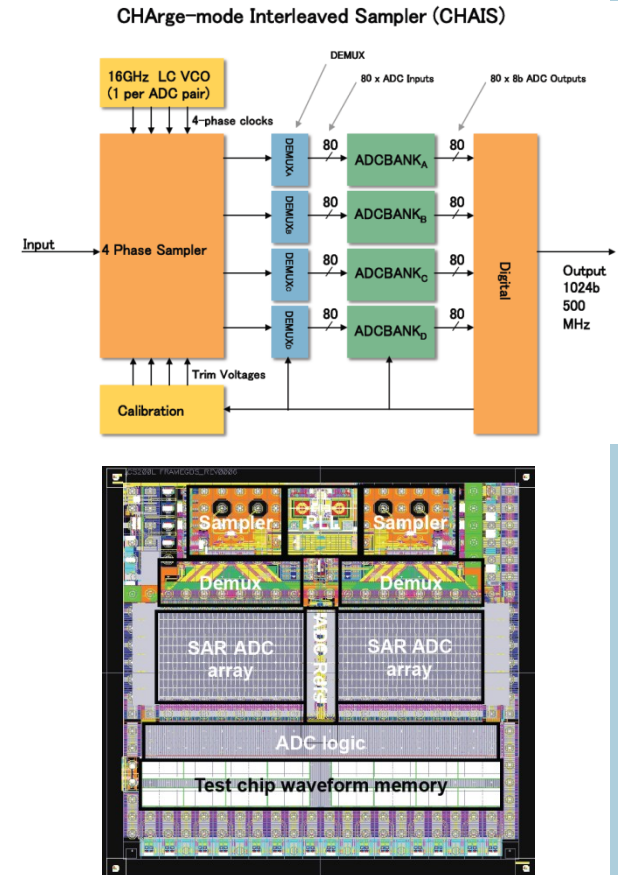 CHArge-mode Interleaved Sampler (CHAIS)
DEMUX
16GHz LC VCO
(1 per ADC pair)
80 x ADC Inputs
80 x 8b ADC Outputs
4-phase clocks
DEMUXA
80
ADCBANKA
80
DEMUXB
80
ADCBANKB
80
Input
4 Phase Sampler
DEMUXC
80
ADCBANKC
80
Digital
Output
1024b
500
MHz
DEMUXD
80
ADCBANKD
80
Trim Voltages
Calibration
CS200L FRAMEGDS_REV0006
Sampler
PLL
Sampler
Demux
Demux
SAR ADC
array
ADC Refs
SAR ADC
array
ADC logic
Test chip waveform memory